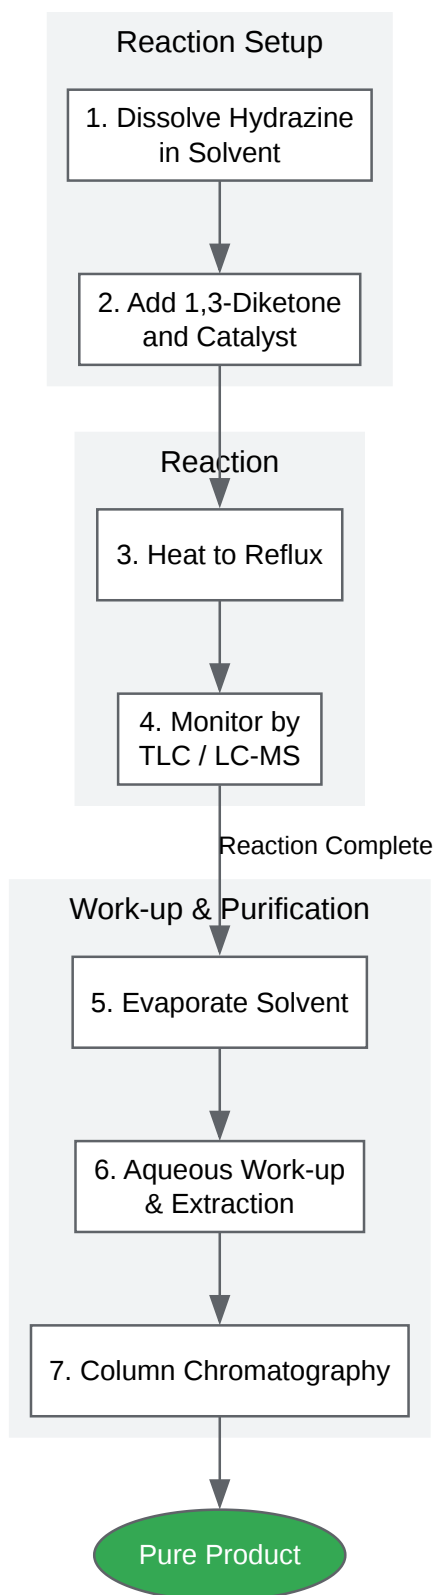 Reaction Setup
1. Dissolve Hydrazine
in Solvent
2. Add 1,3-Diketone
and Catalyst
Reaction
3. Heat to Reflux
4. Monitor by
TLC / LC-MS
Reaction Complete
Work-up & Purification
5. Evaporate Solvent
6. Aqueous Work-up
& Extraction
7. Column Chromatography
Pure Product